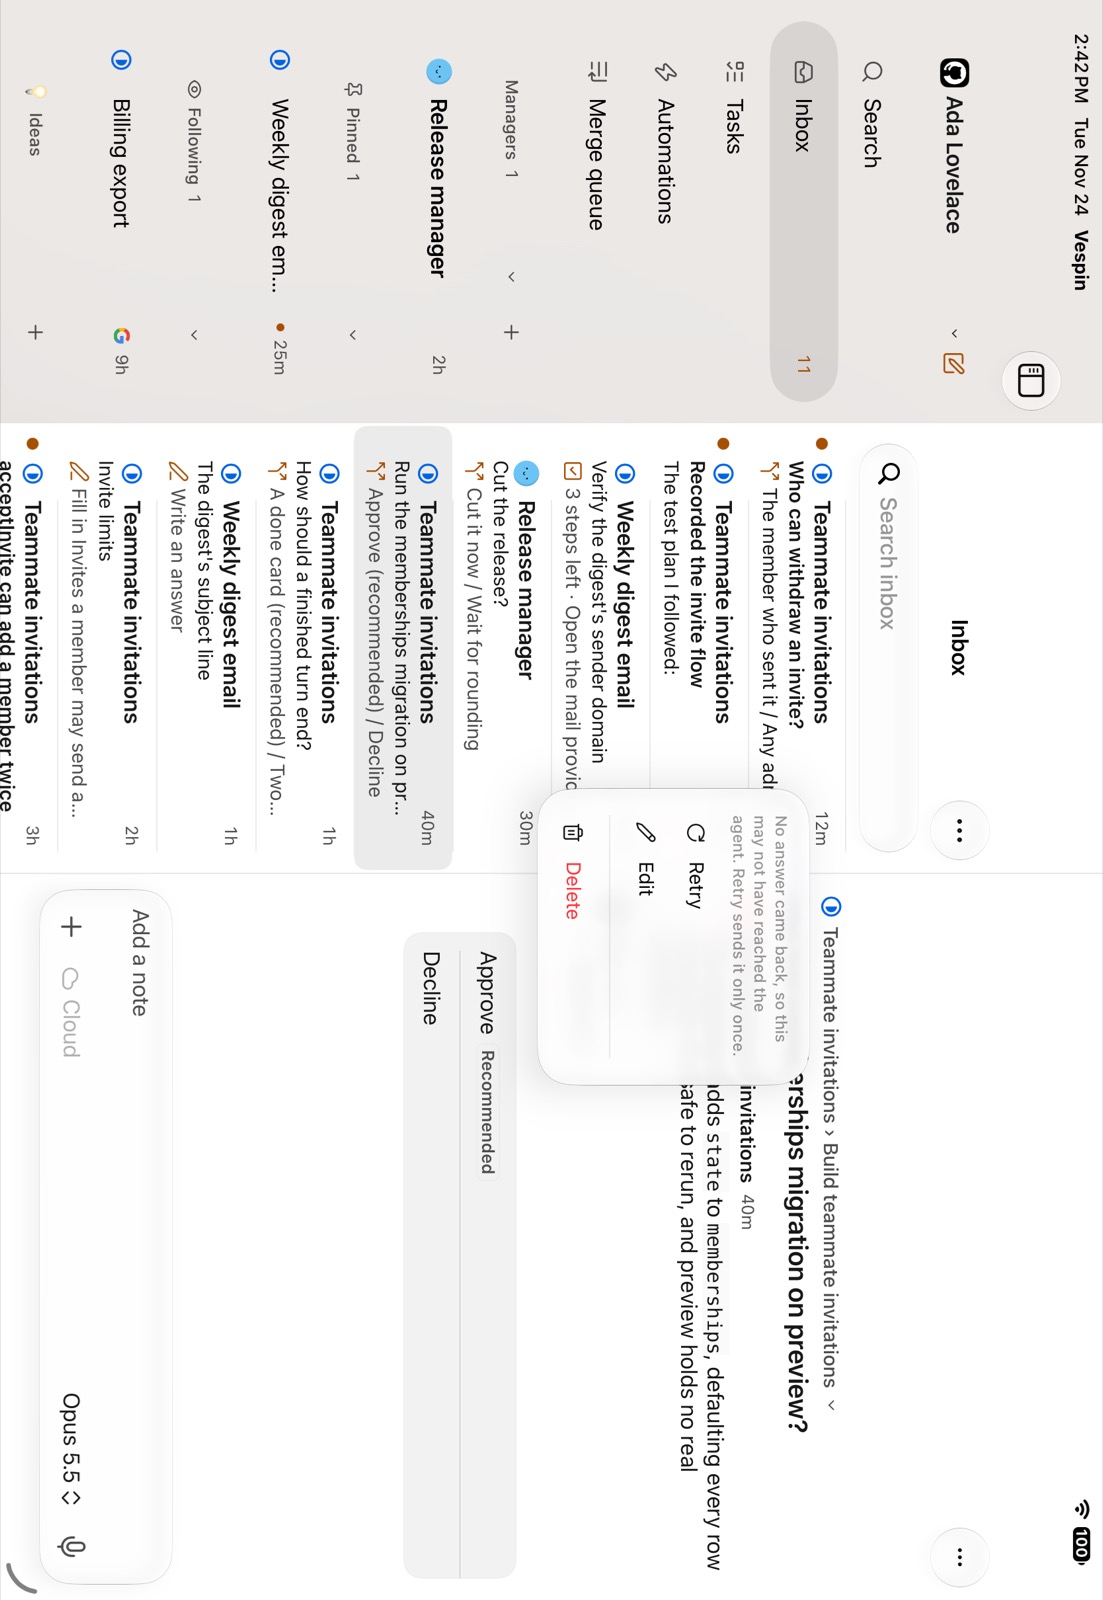 2:42 PM Tue Nov 24 Vespin
100
Ada Lovelace
Search
Inbox 11
Tasks
Automations
Merge queue
Managers 1
Release manager 2h
Pinned 1
Weekly digest em... 25m
Following 1
Billing export 9h
Ideas
Inbox
Search inbox
Teammate invitations 12m
Who can withdraw an invite?
The member who sent it / Any adr
Teammate invitations
Recorded the invite flow
The test plan I followed:
Weekly digest email
Verify the digest's sender domain
3 steps left · Open the mail provid
Release manager 30m
Cut the release?
Cut it now / Wait for rounding
Teammate invitations 40m
Run the memberships migration on pr...
Approve (recommended) / Decline
Teammate invitations 1h
How should a finished turn end?
A done card (recommended) / Two...
Weekly digest email 1h
The digest's subject line
Write an answer
Teammate invitations 2h
Invite limits
Fill in Invites a member may send a...
Teammate invitations 3h
acceptInvite can add a member twice
No answer came back, so this
may not have reached the
agent. Retry sends it only once.
Retry
Edit
Delete
Teammate invitations › Build teammate invitations
erships migration on preview?
invitations 40m
adds state to memberships, defaulting every row
safe to rerun, and preview holds no real
Approve Recommended
Decline
Add a note
Cloud
Opus 5.5